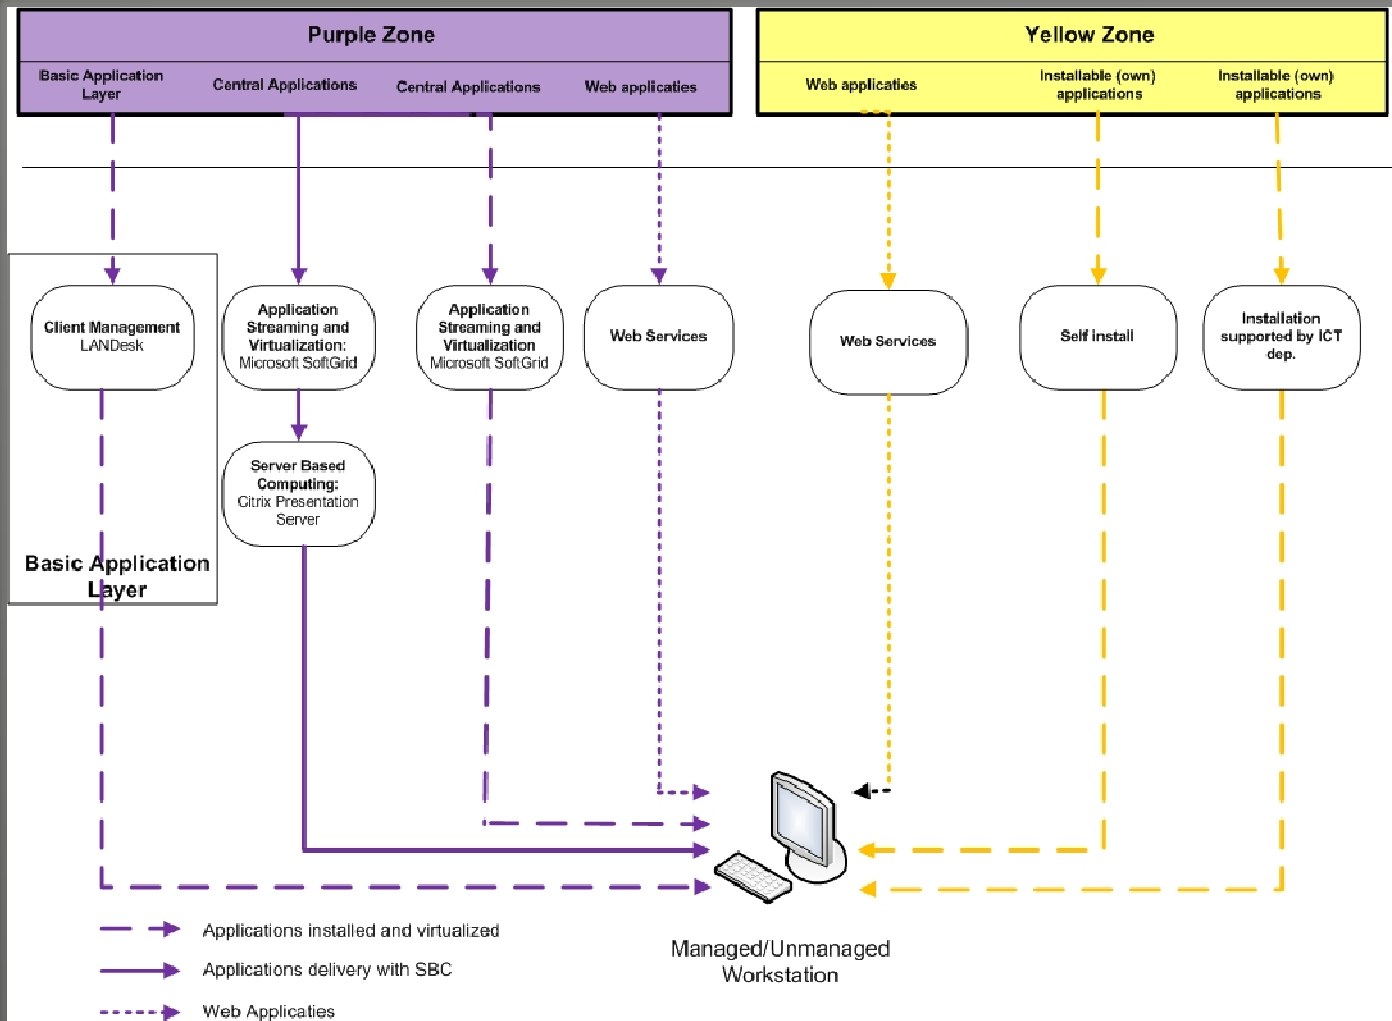 Purple Zone
Basic Application
Layer
Central Applications
Central Applications
Web applicaties
Yellow Zone
Web applicaties
Installable (own)
applications
Installable (own)
applications
Client Management
LANDesk
Application
Streaming and
Virtualization:
Microsoft SoftGrid
Application
Streaming and
Virtualization
Microsoft SoftGrid
Web Services
Web Services
Self install
Installation
supported by ICT
dep.
Server Based
Computing:
Citrix Presentation
Server
Basic Application
Layer
Managed/Unmanaged
Workstation
Applications installed and virtualized
Applications delivery with SBC
Web Applicaties